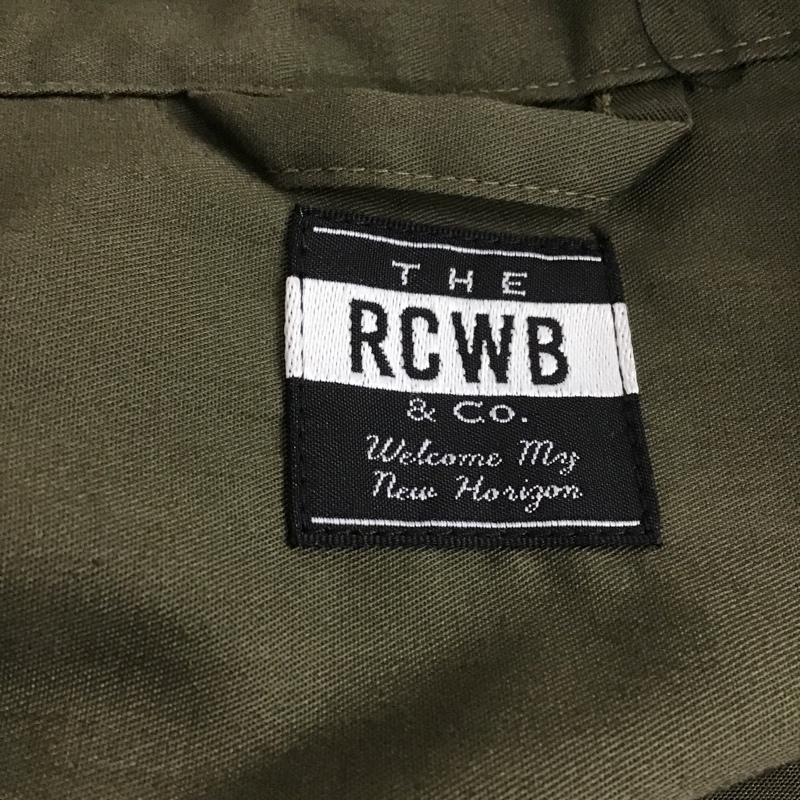 THE
RCWB
& Co.
Welcome My
New Horizon